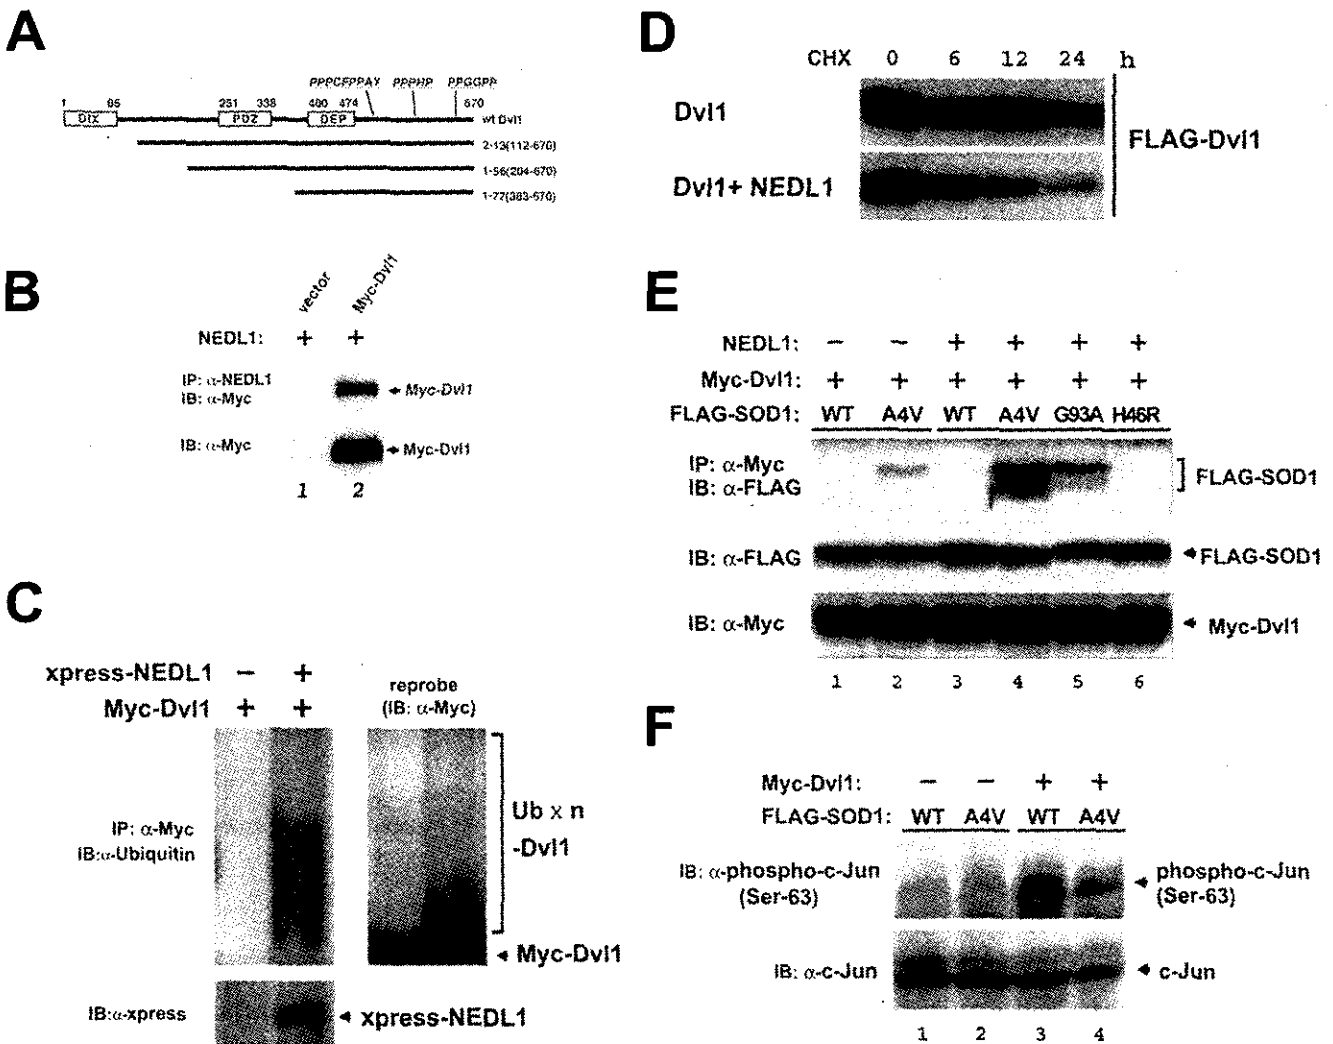 A
PPPCFPPAY PPPHP PPGGPP
1 85 251 338 400 474 670
DIX PDZ DEP wt Dvl1
2-13(112-670)
1-56(204-670)
1-77(383-670)
B
vector Myc-Dvl1
NEDL1: + +
IP: α-NEDL1
IB: α-Myc
Myc-Dvl1
IB: α-Myc Myc-Dvl1
1 2
C
xpress-NEDL1 − +
Myc-Dvl1 + +
reprobe
(IB: α-Myc)
IP: α-Myc
IB:α-Ubiquitin
Ub x n
-Dvl1
Myc-Dvl1
IB:α-xpress xpress-NEDL1
D
CHX 0 6 12 24 h
Dvl1
Dvl1+ NEDL1
FLAG-Dvl1
E
NEDL1: − − + + + +
Myc-Dvl1: + + + + + +
FLAG-SOD1: WT A4V WT A4V G93A H46R
IP: α-Myc
IB: α-FLAG
FLAG-SOD1
IB: α-FLAG FLAG-SOD1
IB: α-Myc Myc-Dvl1
1 2 3 4 5 6
F
Myc-Dvl1: − − + +
FLAG-SOD1: WT A4V WT A4V
IB: α-phospho-c-Jun
(Ser-63)
phospho-c-Jun
(Ser-63)
IB: α-c-Jun c-Jun
1 2 3 4